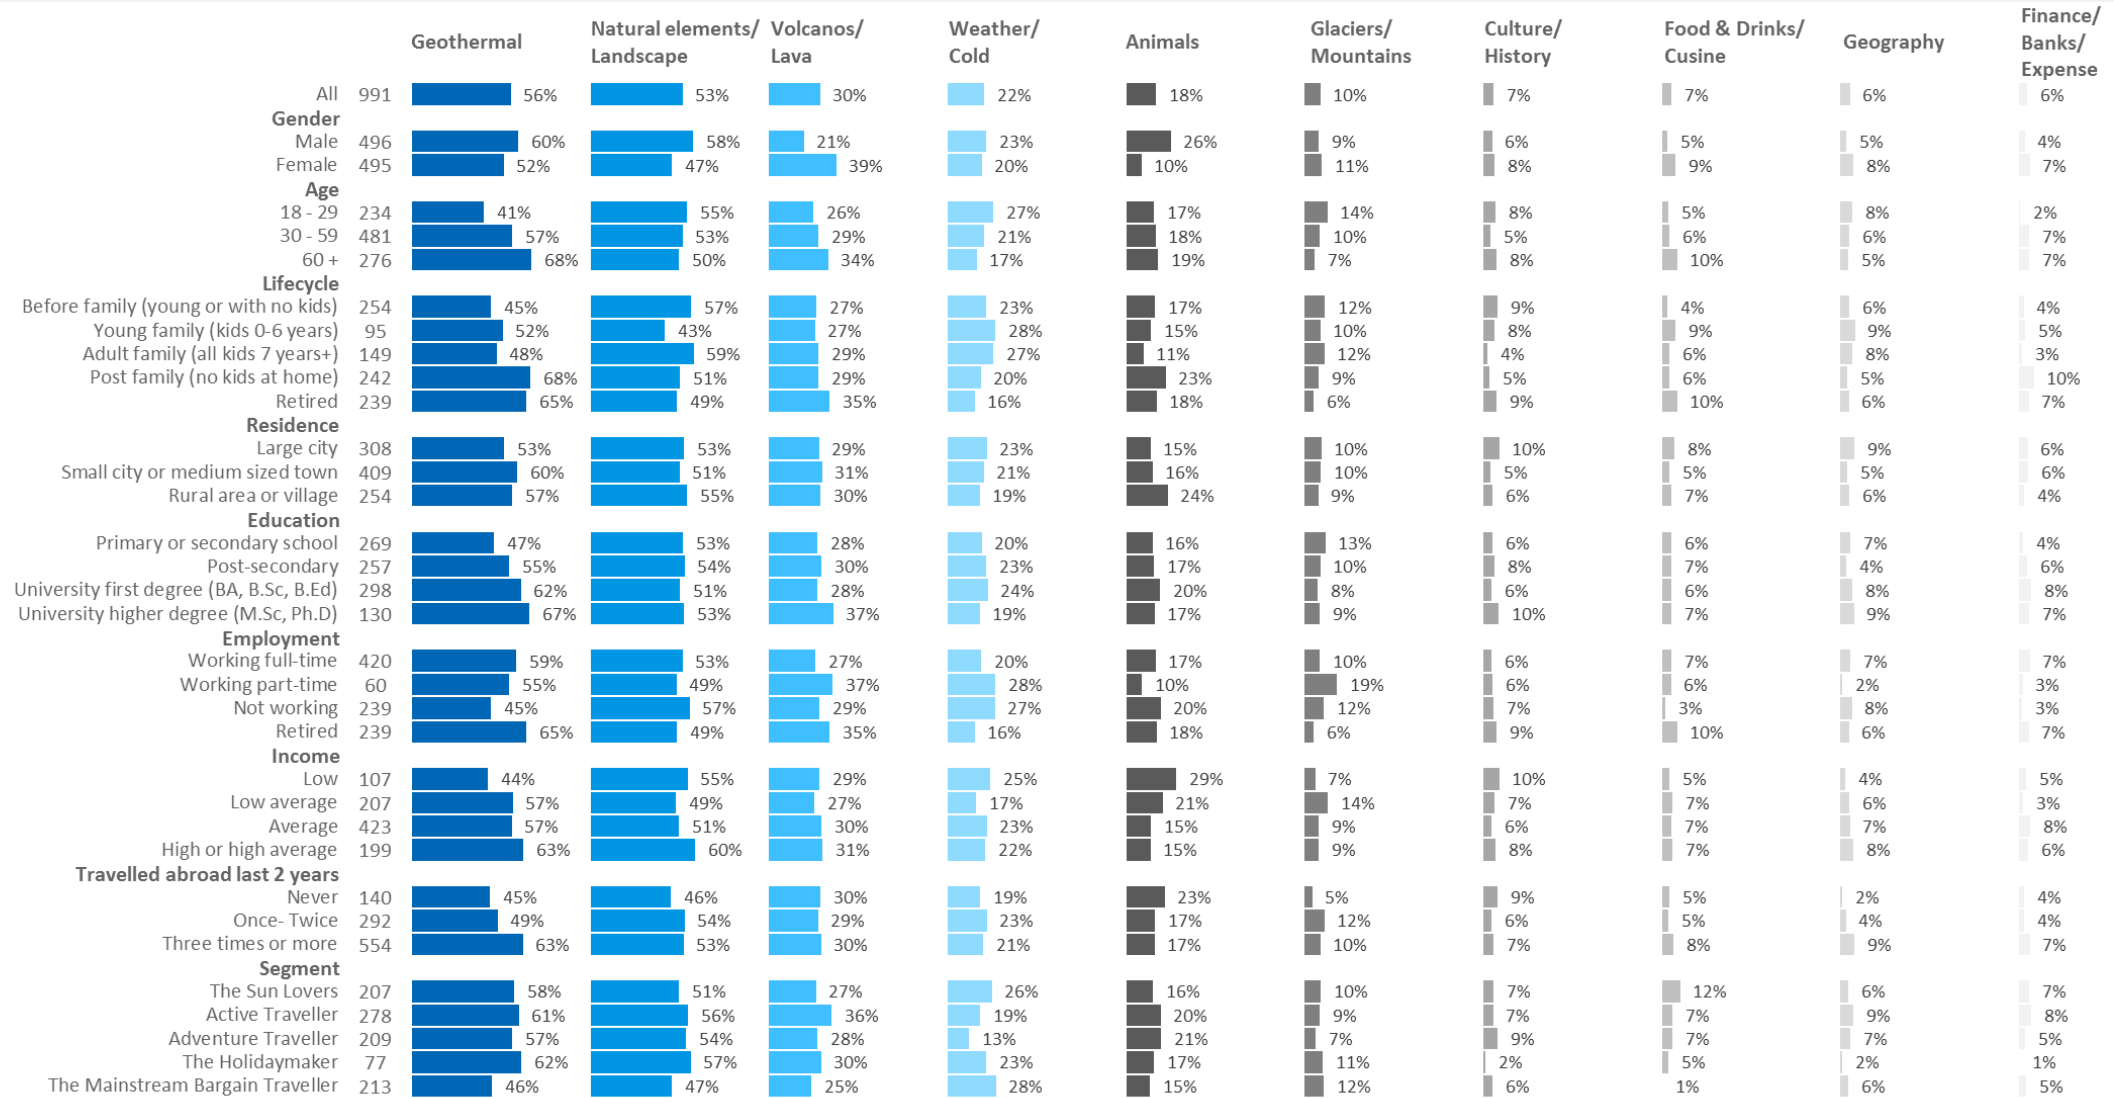 Geothermal Natural elements/ Landscape Volcanos/ Lava Weather/ Cold Animals Glaciers/ Mountains Culture/ History Food & Drinks/ Cusine Geography Finance/ Banks/ Expense
All 991 56% 53% 30% 22% 18% 10% 7% 7% 6% 6%
Gender
Male 496 60% 58% 21% 23% 26% 9% 6% 5% 5% 4%
Female 495 52% 47% 39% 20% 10% 11% 8% 9% 8% 7%
Age
18 - 29 234 41% 55% 26% 27% 17% 14% 8% 5% 8% 2%
30 - 59 481 57% 53% 29% 21% 18% 10% 5% 6% 6% 7%
60 + 276 68% 50% 34% 17% 19% 7% 8% 10% 5% 7%
Lifecycle
Before family (young or with no kids) 254 45% 57% 27% 23% 17% 12% 9% 4% 6% 4%
Young family (kids 0-6 years) 95 52% 43% 27% 28% 15% 10% 8% 9% 9% 5%
Adult family (all kids 7 years+) 149 48% 59% 29% 27% 11% 12% 4% 6% 8% 3%
Post family (no kids at home) 242 68% 51% 29% 20% 23% 9% 5% 6% 5% 10%
Retired 239 65% 49% 35% 16% 18% 6% 9% 10% 6% 7%
Residence
Large city 308 53% 53% 29% 23% 15% 10% 10% 8% 9% 6%
Small city or medium sized town 409 60% 51% 31% 21% 16% 10% 5% 5% 5% 6%
Rural area or village 254 57% 55% 30% 19% 24% 9% 6% 7% 6% 4%
Education
Primary or secondary school 269 47% 53% 28% 20% 16% 13% 6% 6% 7% 4%
Post-secondary 257 55% 54% 30% 23% 17% 10% 8% 7% 4% 6%
University first degree (BA, B.Sc, B.Ed) 298 62% 51% 28% 24% 20% 8% 6% 6% 8% 8%
University higher degree (M.Sc, Ph.D) 130 67% 53% 37% 19% 17% 9% 10% 7% 9% 7%
Employment
Working full-time 420 59% 53% 27% 20% 17% 10% 6% 7% 7% 7%
Working part-time 60 55% 49% 37% 28% 10% 19% 6% 6% 2% 3%
Not working 239 45% 57% 29% 27% 20% 12% 7% 3% 8% 3%
Retired 239 65% 49% 35% 16% 18% 6% 9% 10% 6% 7%
Income
Low 107 44% 55% 29% 25% 29% 7% 10% 5% 4% 5%
Low average 207 57% 49% 27% 17% 21% 14% 7% 7% 6% 3%
Average 423 57% 51% 30% 23% 15% 9% 6% 7% 7% 8%
High or high average 199 63% 60% 31% 22% 15% 9% 8% 7% 8% 6%
Travelled abroad last 2 years
Never 140 45% 46% 30% 19% 23% 5% 9% 5% 2% 4%
Once- Twice 292 49% 54% 29% 23% 17% 12% 6% 5% 4% 4%
Three times or more 554 63% 53% 30% 21% 17% 10% 7% 8% 9% 7%
Segment
The Sun Lovers 207 58% 51% 27% 26% 16% 10% 7% 12% 6% 7%
Active Traveller 278 61% 56% 36% 19% 20% 9% 7% 7% 9% 8%
Adventure Traveller 209 57% 54% 28% 13% 21% 7% 9% 7% 7% 5%
The Holidaymaker 77 62% 57% 30% 23% 17% 11% 2% 5% 2% 1%
The Mainstream Bargain Traveller 213 46% 47% 25% 28% 15% 12% 6% 1% 6% 5%